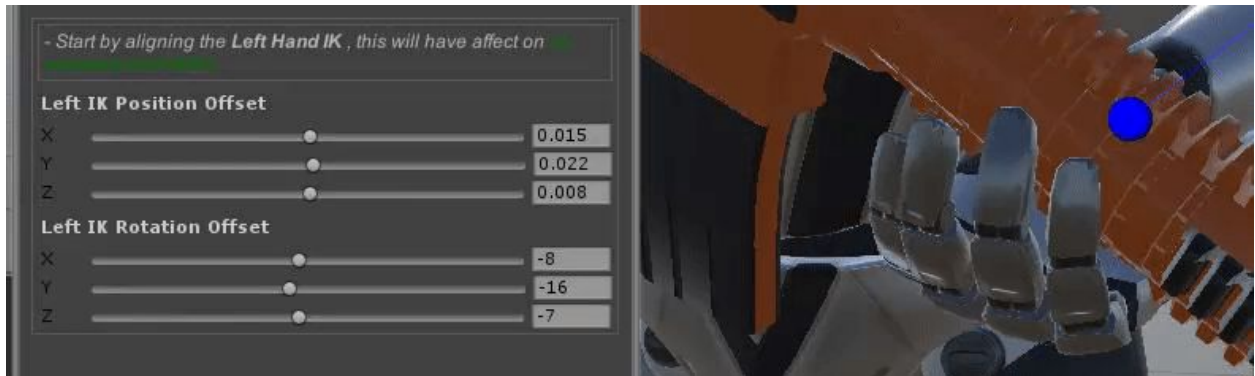 - Start by aligning the Left Hand IK , this will have affect on
Left IK Position Offset
X 0.015
Y 0.022
Z 0.008
Left IK Rotation Offset
X -8
Y -16
Z -7